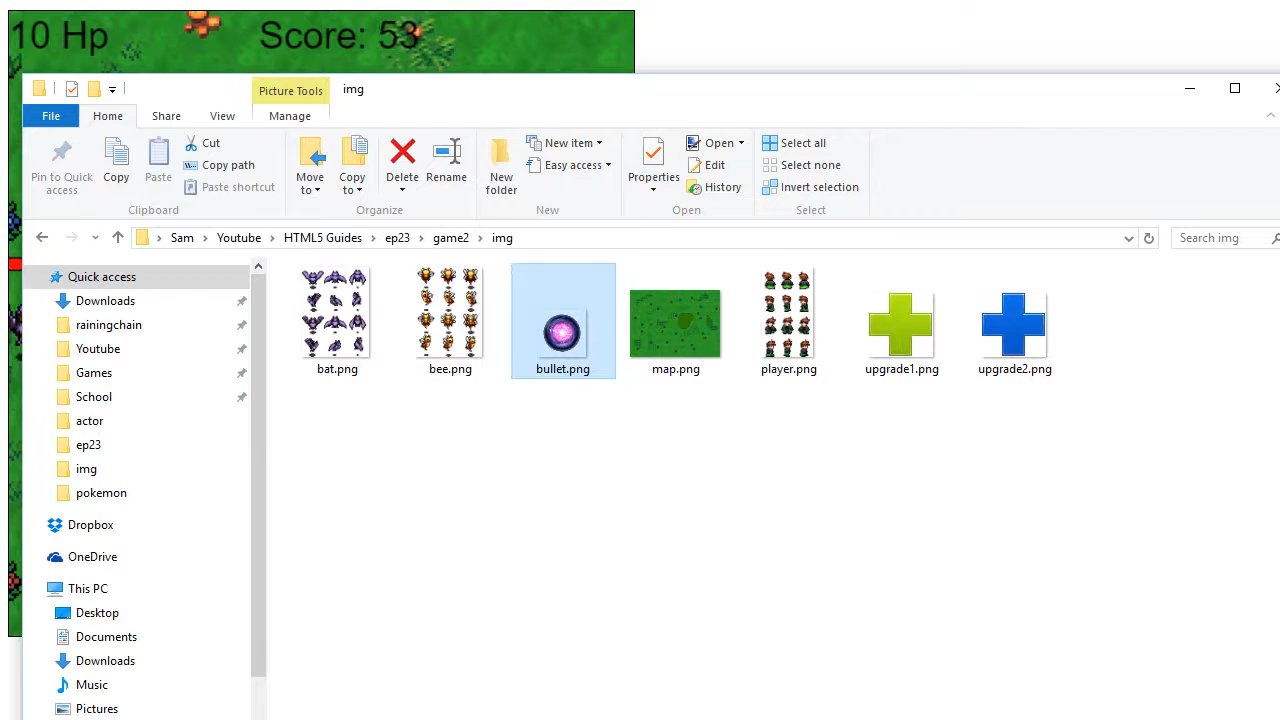 10 Hp Score: 53
Picture Tools img
File Home Share View Manage
Pin to Quick access
Copy
Paste
Cut
Copy path
Paste shortcut
Clipboard
Move to
Copy to
Delete
Rename
Organize
New folder
New item
Easy access
New
Properties
Open
Edit
History
Open
Select all
Select none
Invert selection
Select
Sam Youtube HTML5 Guides ep23 game2 img
Search img
Quick access
Downloads
rainingchain
Youtube
Games
School
actor
ep23
img
pokemon
Dropbox
OneDrive
This PC
Desktop
Documents
Downloads
Music
Pictures
bat.png
bee.png
bullet.png
map.png
player.png
upgrade1.png
upgrade2.png